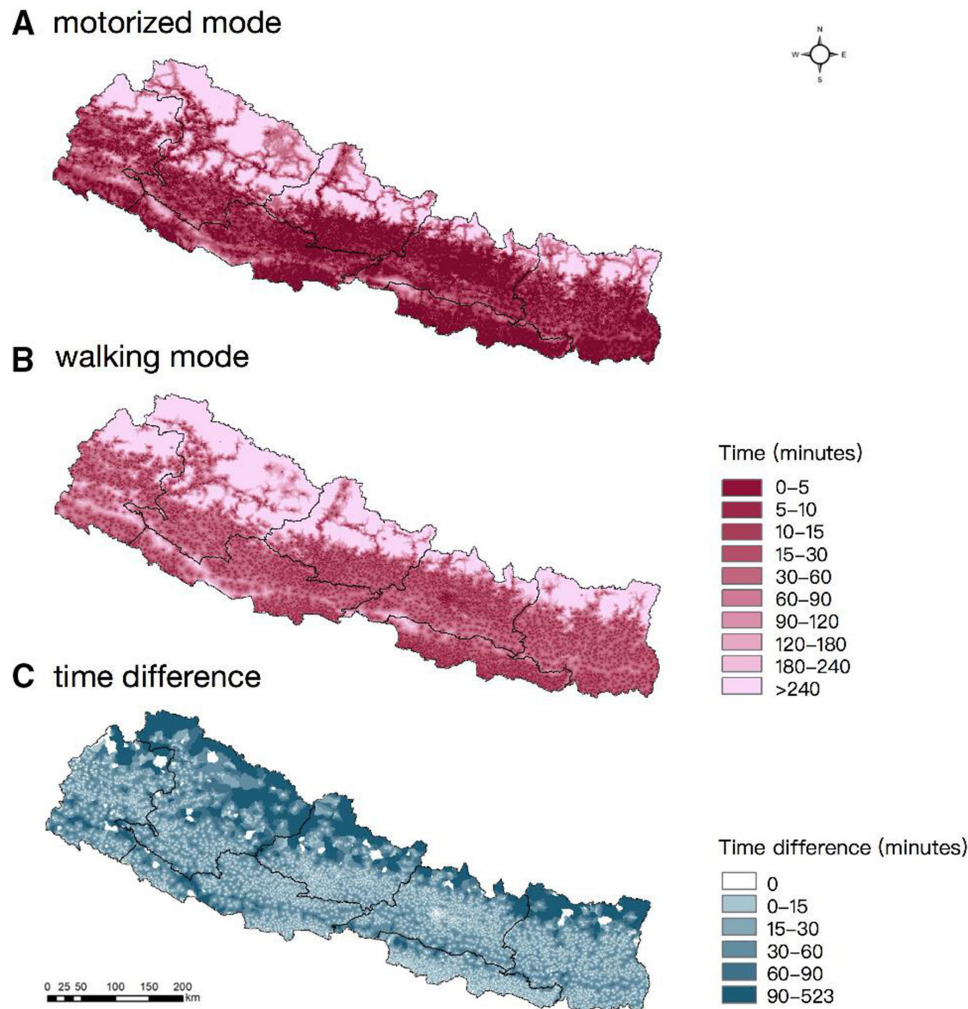 A motorized mode
N
W E
S
B walking mode
Time (minutes)
0–5
5–10
10–15
15–30
30–60
60–90
90–120
120–180
180–240
>240
C time difference
Time difference (minutes)
0
0–15
15–30
30–60
60–90
90–523
0 25 50 100 150 200
km